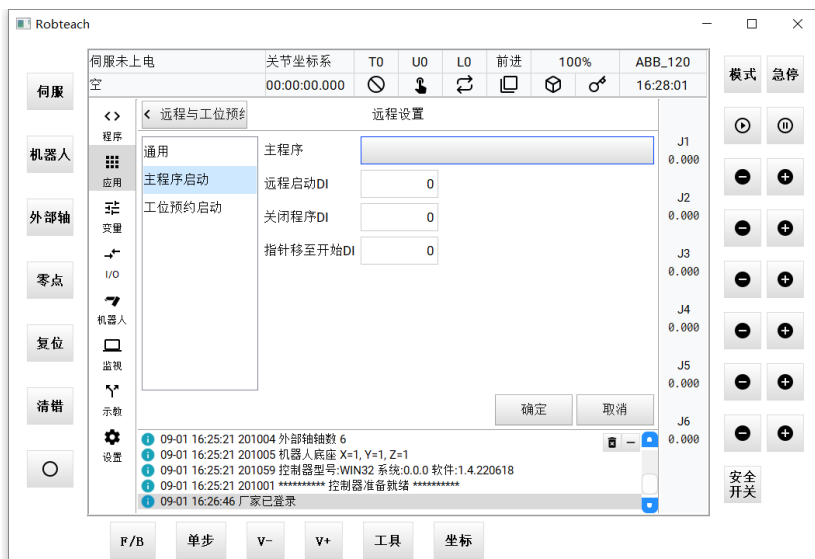 Robteach
伺服未上电 关节坐标系 T0 U0 L0 前进 100% ABB_120
空 00:00:00.000 16:28:01
模式 急停
伺服
机器人
外部轴
零点
复位
清错
程序
应用
变量
I/O
机器人
监视
示教
设置
远程与工位预约
远程设置
通用
主程序启动
工位预约启动
主程序
远程启动DI 0
关闭程序DI 0
指针移至开始DI 0
确定 取消
J1
0.000
J2
0.000
J3
0.000
J4
0.000
J5
0.000
J6
0.000
安全
开关
09-01 16:25:21 201004 外部轴轴数 6
09-01 16:25:21 201005 机器人底座 X=1, Y=1, Z=1
09-01 16:25:21 201059 控制器型号:WIN32 系统:0.0.0 软件:1.4.220618
09-01 16:25:21 201001 ********** 控制器准备就绪 **********
09-01 16:26:46 厂家已登录
F/B 单步 V- V+ 工具 坐标